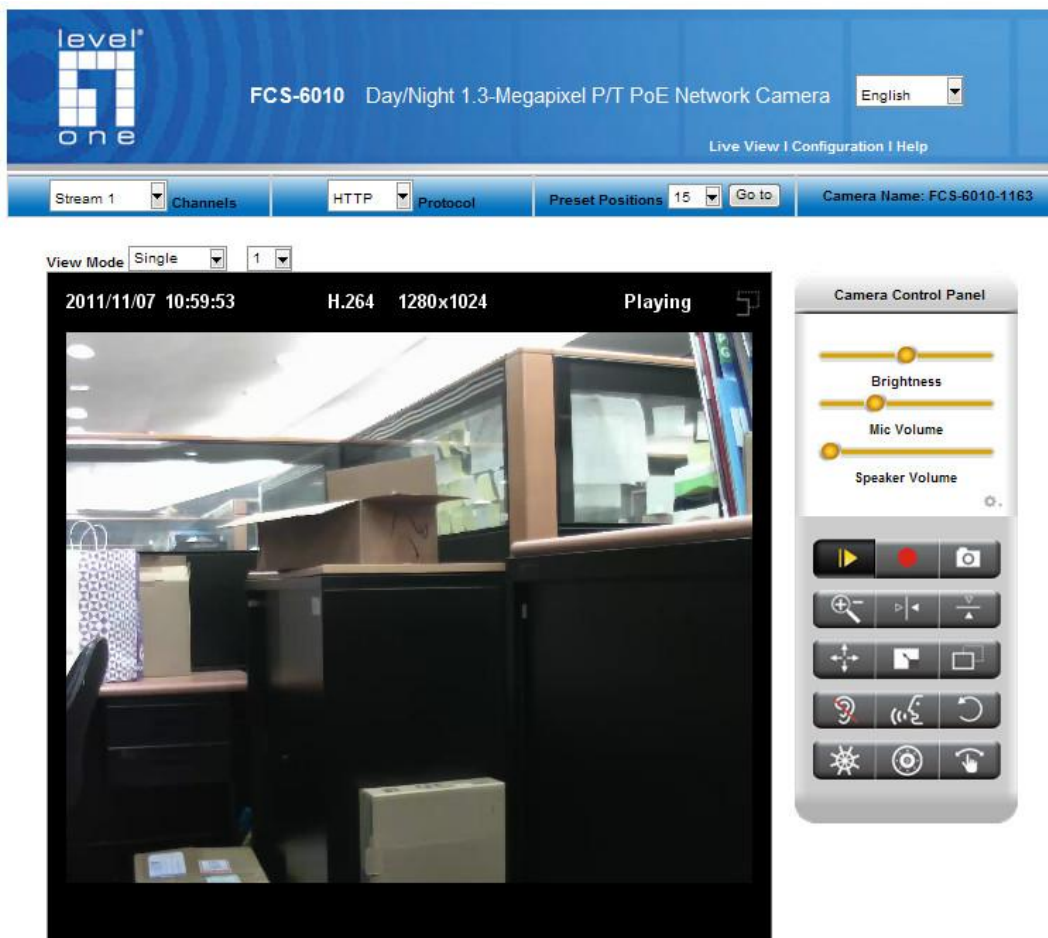 level
one
FCS-6010 Day/Night 1.3-Megapixel P/T PoE Network Camera
English
Live View I Configuration I Help
Stream 1 Channels
HTTP Protocol
Preset Positions 15 Go to
Camera Name: FCS-6010-1163
View Mode Single 1
2011/11/07 10:59:53 H.264 1280x1024 Playing
Camera Control Panel
Brightness
Mic Volume
Speaker Volume